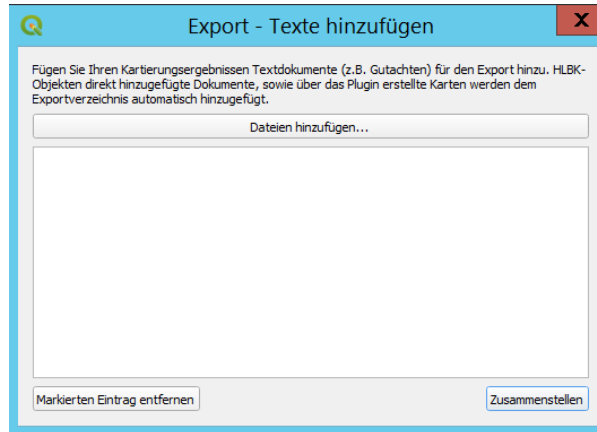 Export - Texte hinzufügen
X
Fügen Sie Ihren Kartierungsergebnissen Textdokumente (z.B. Gutachten) für den Export hinzu. HLBK-
Objekten direkt hinzugefügte Dokumente, sowie über das Plugin erstellte Karten werden dem
Exportverzeichnis automatisch hinzugefügt.
Dateien hinzufügen...
Markierten Eintrag entfernen
Zusammenstellen